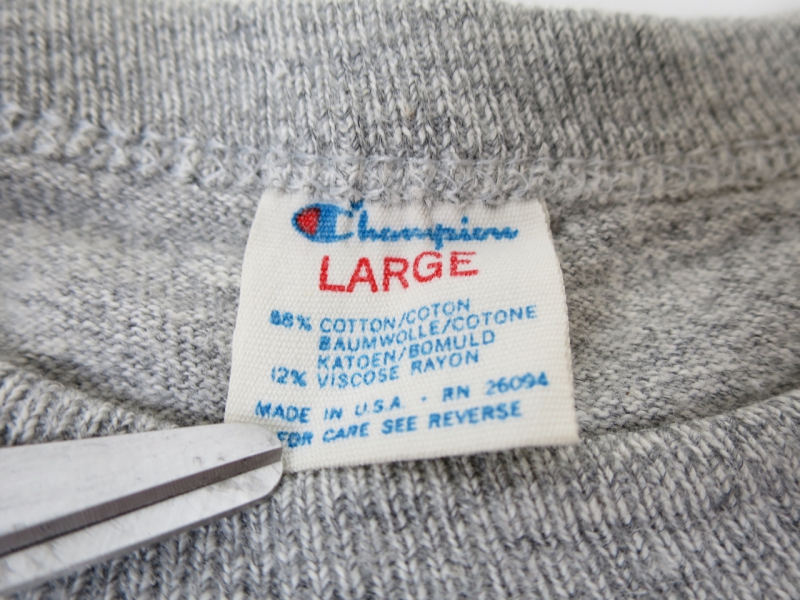 Champion
LARGE
88% COTTON/COTON
BAUMWOLLE/COTONE
KATOEN/BOMULD
12% VISCOSE RAYON
MADE IN U.S.A. · RN 26094
FOR CARE SEE REVERSE